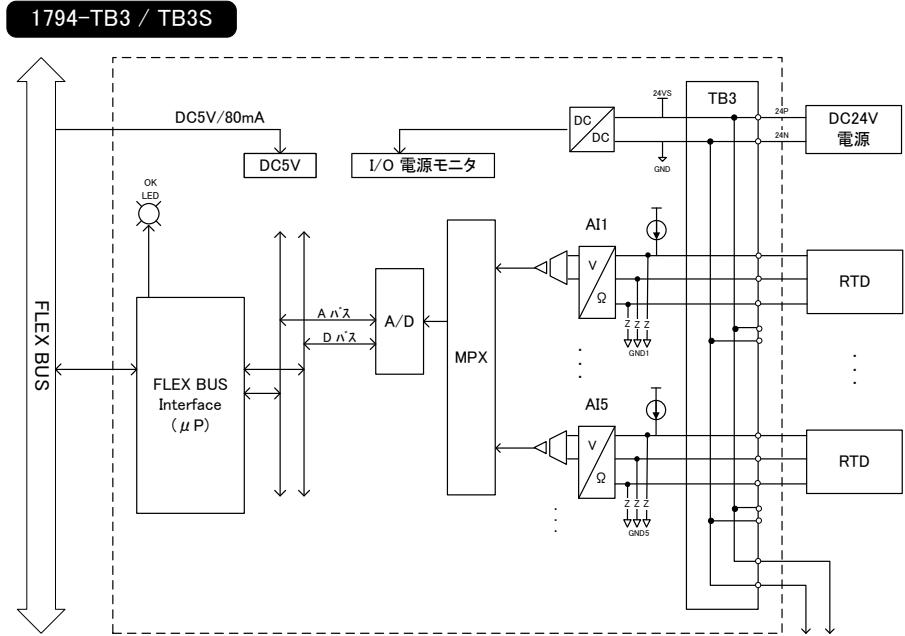 1794-TB3 / TB3S
DC5V/80mA
DC5V
I/O 電源モニタ
DC
DC
24VS
GND
TB3
24P
24N
DC24V
電源
OK
LED
FLEX BUS
FLEX BUS
Interface
(μP)
A バス
D バス
A/D
MPX
AI1
V
Ω
Z Z Z
GND1
RTD
AI5
V
Ω
Z Z Z
GND5
RTD